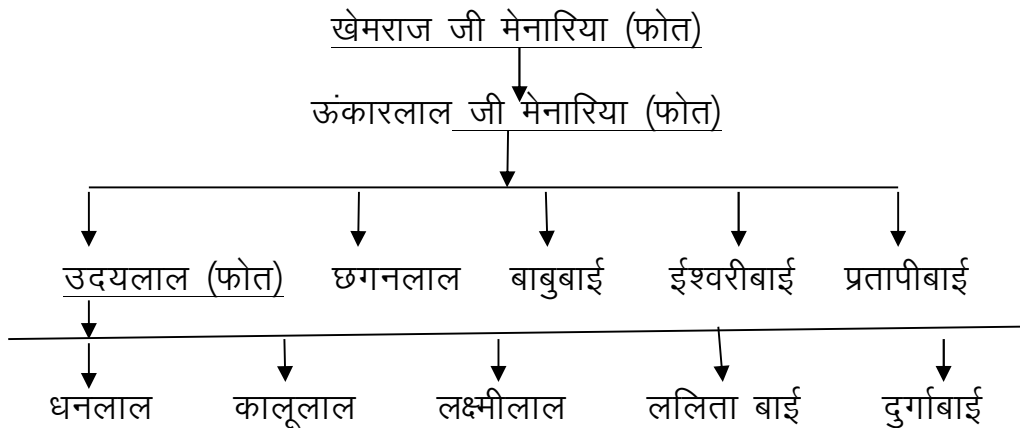 खेमराज जी मेनारिया (फोत)
ऊंकारलाल जी मेनारिया (फोत)
उदयलाल (फोत) छगनलाल बाबुबाई ईश्वरीबाई प्रतापीबाई
धनलाल कालूलाल लक्ष्मीलाल ललिता बाई दुर्गाबाई